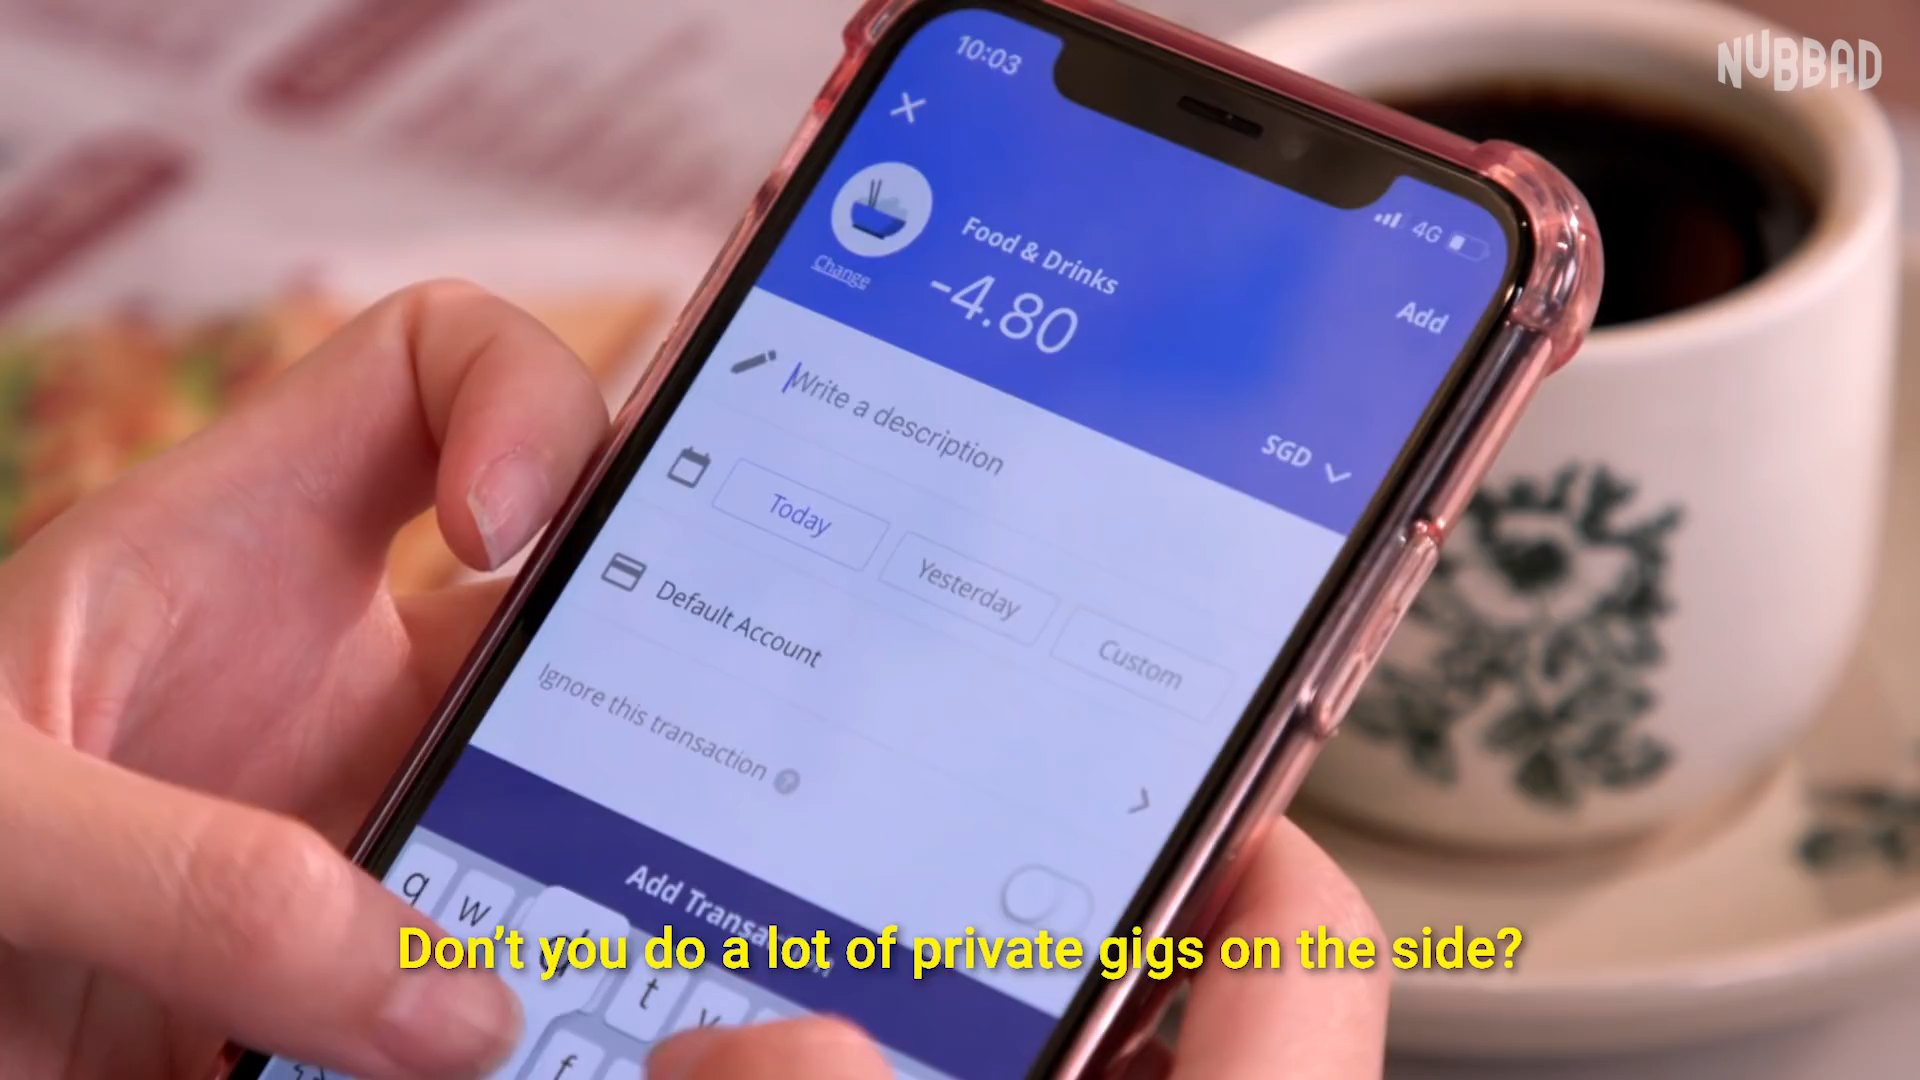 NUBBAD
10:03
4G
Food & Drinks
Change
-4.80
Add
SGD
Write a description
Today
Yesterday
Custom
Default Account
Ignore this transaction ?
Add
q w
t
f
Don't you do a lot of private gigs on the side?